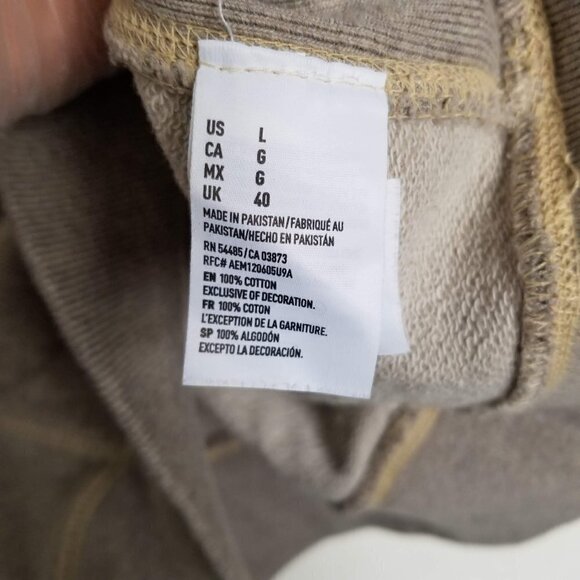 US L
CA G
MX G
UK 40
MADE IN PAKISTAN/FABRIQUÉ AU
PAKISTAN/HECHO EN PAKISTÁN
RN 54485/CA 03873
RFC# AEM120605U9A
EN 100% COTTON
EXCLUSIVE OF DECORATION.
FR 100% COTON
L'EXCEPTION DE LA GARNITURE.
SP 100% ALGODÓN
EXCEPTO LA DECORACIÓN.